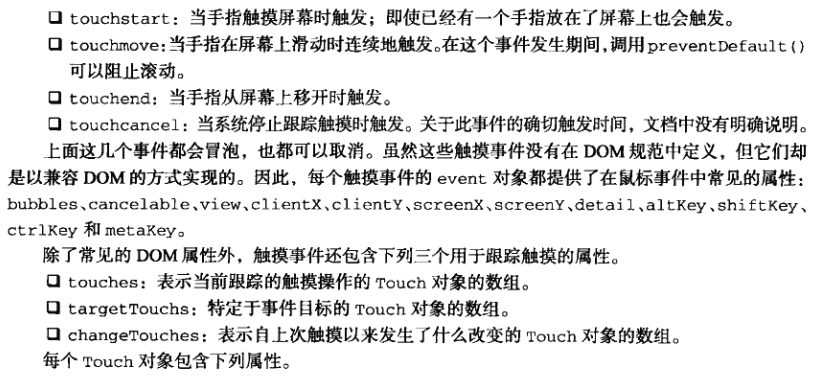 ❑ touchstart：当手指触摸屏幕时触发；即使已经有一个手指放在了屏幕上也会触发。
❑ touchmove：当手指在屏幕上滑动时连续地触发。在这个事件发生期间，调用preventDefault()
可以阻止滚动。
❑ touchend：当手指从屏幕上移开时触发。
❑ touchcancel：当系统停止跟踪触摸时触发。关于此事件的确切触发时间，文档中没有明确说明。
上面这几个事件都会冒泡，也都可以取消。虽然这些触摸事件没有在 DOM 规范中定义，但它们却
是以兼容 DOM 的方式实现的。因此，每个触摸事件的 event 对象都提供了在鼠标事件中常见的属性：
bubbles、cancelable、view、clientX、clientY、screenX、screenY、detail、altKey、shiftKey、
ctrlKey 和 metaKey。
除了常见的 DOM 属性外，触摸事件还包含下列三个用于跟踪触摸的属性。
❑ touches：表示当前跟踪的触摸操作的 Touch 对象的数组。
❑ targetTouchs：特定于事件目标的 Touch 对象的数组。
❑ changeTouches：表示自上次触摸以来发生了什么改变的 Touch 对象的数组。
每个 Touch 对象包含下列属性。